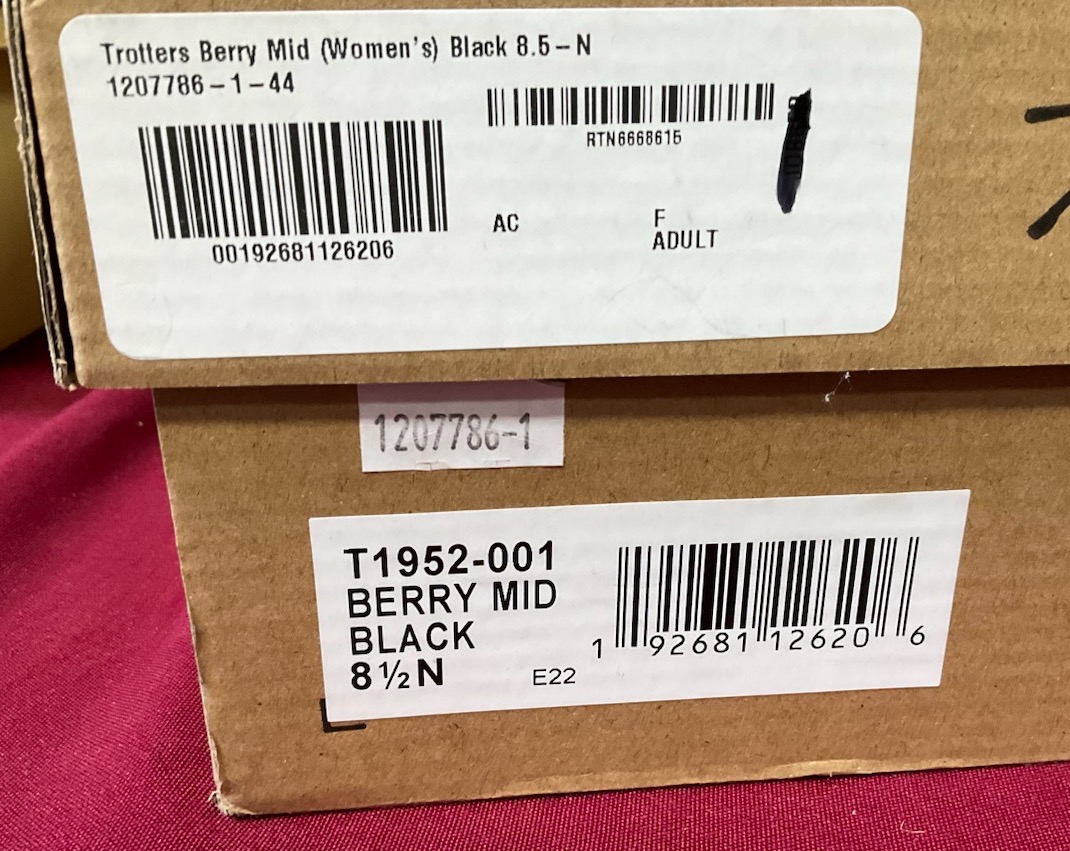 Trotters Berry Mid (Women's) Black 8.5-N
1207786-1-44
RTN6668615
00192681126206
AC
F
ADULT
1207786-1
T1952-001
BERRY MID
BLACK
8½N
E22
1 92681 12620 6